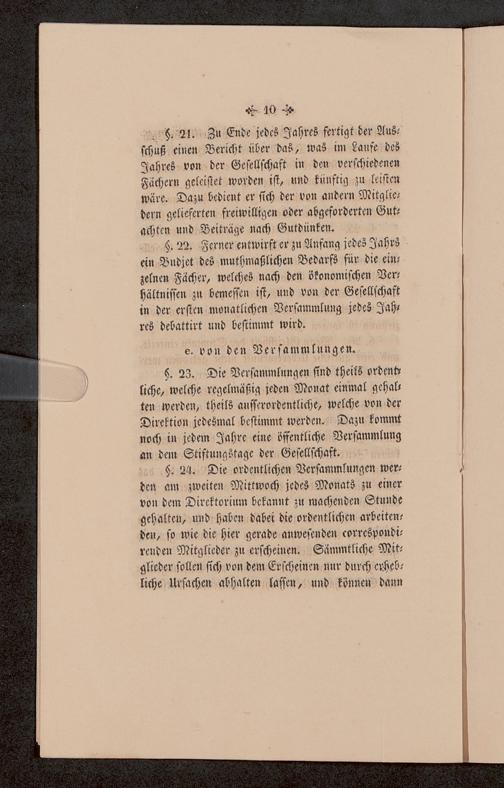 10
§. 21. Zu Ende jedes Jahres fertigt der Aus-
schuß einen Bericht über das, was im Laufe des
Jahres von der Gesellschaft in den verschiedenen
Fächern geleistet worden ist, und künftig zu leisten
wäre. Dazu bedient er sich der von andern Mitglie-
dern gelieferten freiwilligen oder abgeforderten Gut-
achten und Beiträge nach Gutdünken.
§. 22. Ferner entwirft er zu Anfang jedes Jahrs
ein Budjet des muthmaßlichen Bedarfs für die ein-
zelnen Fächer, welches nach den ökonomischen Ver-
hältnissen zu bemessen ist, und von der Gesellschaft
in der ersten monatlichen Versammlung jedes Jah-
res debattirt und bestimmt wird.
e. von den Versammlungen.
§. 23. Die Versammlungen sind theils ordent-
liche, welche regelmäßig jeden Monat einmal gehal-
ten werden, theils ausserordentliche, welche von der
Direktion jedesmal bestimmt werden. Dazu kommt
noch in jedem Jahre eine öffentliche Versammlung
an dem Stiftungstage der Gesellschaft.
§. 24. Die ordentlichen Versammlungen wer-
den am zweiten Mittwoch jedes Monats zu einer
von dem Direktorium bekannt zu machenden Stunde
gehalten, und haben dabei die ordentlichen arbeiten-
den, so wie die hier gerade anwesenden correspondi-
renden Mitglieder zu erscheinen. Sämmtliche Mit-
glieder sollen sich von dem Erscheinen nur durch erheb-
liche Ursachen abhalten lassen, und können dann